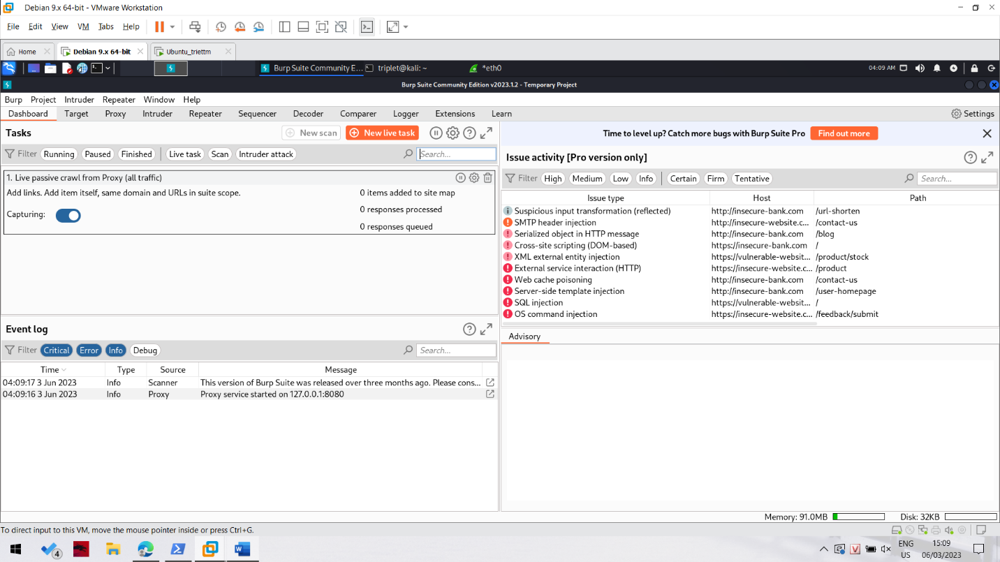 Debian 9.x 64-bit - VMware Workstation
File Edit View VM Tabs Help
Home Debian 9.x 64-bit Ubuntu_triettm
Burp Suite Community E... triplet@kali: ~ *eth0 04:09 AM
Burp Suite Community Edition v2023.1.2 - Temporary Project
Burp Project Intruder Repeater Window Help
Dashboard Target Proxy Intruder Repeater Sequencer Decoder Comparer Logger Extensions Learn Settings
Tasks New scan New live task
Filter Running Paused Finished Live task Scan Intruder attack Search...
1. Live passive crawl from Proxy (all traffic)
Add links. Add item itself, same domain and URLs in suite scope. 0 items added to site map
Capturing: 0 responses processed
0 responses queued
Event log
Filter Critical Error Info Debug Search...
Time Type Source Message
04:09:17 3 Jun 2023 Info Scanner This version of Burp Suite was released over three months ago. Please cons...
04:09:16 3 Jun 2023 Info Proxy Proxy service started on 127.0.0.1:8080
Time to level up? Catch more bugs with Burp Suite Pro Find out more
Issue activity [Pro version only]
Filter High Medium Low Info Certain Firm Tentative Search...
Issue type Host Path
Suspicious input transformation (reflected) http://insecure-bank.com /url-shorten
SMTP header injection http://insecure-website.c... /contact-us
Serialized object in HTTP message http://insecure-bank.com /blog
Cross-site scripting (DOM-based) https://insecure-bank.com /
XML external entity injection https://vulnerable-websit... /product/stock
External service interaction (HTTP) https://insecure-website.c... /product
Web cache poisoning http://insecure-bank.com /contact-us
Server-side template injection http://insecure-bank.com /user-homepage
SQL injection https://vulnerable-websit... /
OS command injection https://insecure-website.c... /feedback/submit
Advisory
Memory: 91.0MB Disk: 32KB
To direct input to this VM, move the mouse pointer inside or press Ctrl+G.
4 W V ENG 15:09
US 06/03/2023